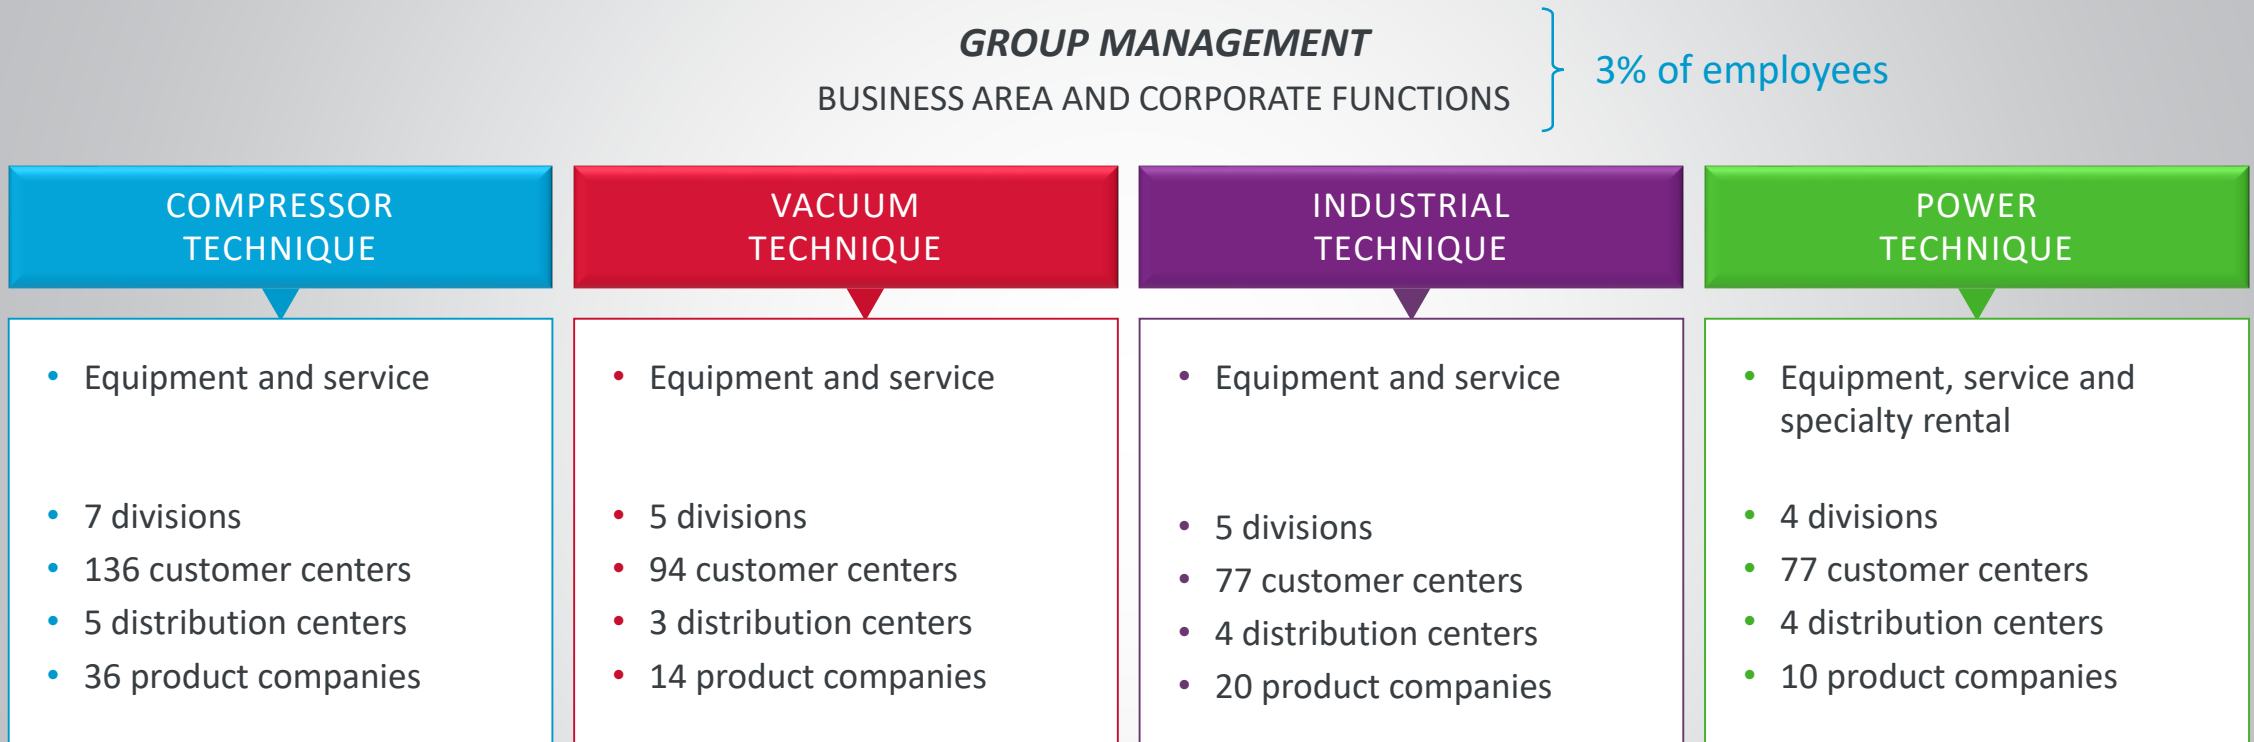 GROUP MANAGEMENT
BUSINESS AREA AND CORPORATE FUNCTIONS
3% of employees
COMPRESSOR
TECHNIQUE
• Equipment and service
• 7 divisions
• 136 customer centers
• 5 distribution centers
• 36 product companies
VACUUM
TECHNIQUE
• Equipment and service
• 5 divisions
• 94 customer centers
• 3 distribution centers
• 14 product companies
INDUSTRIAL
TECHNIQUE
• Equipment and service
• 5 divisions
• 77 customer centers
• 4 distribution centers
• 20 product companies
POWER
TECHNIQUE
• Equipment, service and
specialty rental
• 4 divisions
• 77 customer centers
• 4 distribution centers
• 10 product companies